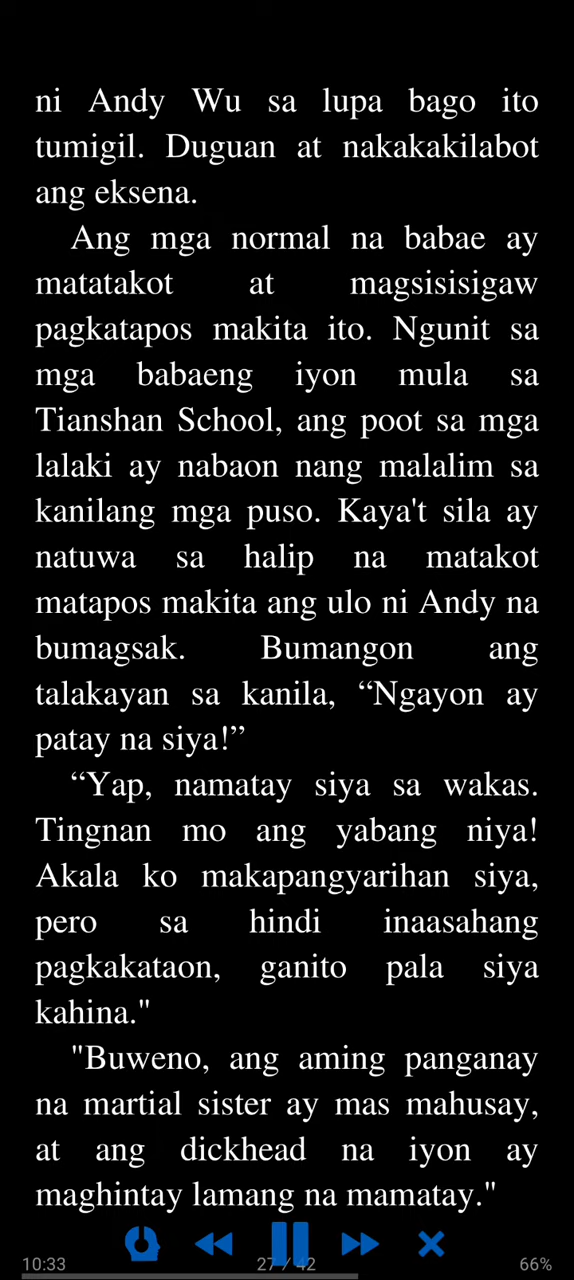 ni Andy Wu sa lupa bago ito
tumigil. Duguan at nakakakilabot
ang eksena.
Ang mga normal na babae ay
matatakot at magsisisigaw
pagkatapos makita ito. Ngunit sa
mga babaeng iyon mula sa
Tianshan School, ang poot sa mga
lalaki ay nabaon nang malalim sa
kanilang mga puso. Kaya't sila ay
natuwa sa halip na matakot
matapos makita ang ulo ni Andy na
bumagsak. Bumangon ang
talakayan sa kanila, “Ngayon ay
patay na siya!”
“Yap, namatay siya sa wakas.
Tingnan mo ang yabang niya!
Akala ko makapangyarihan siya,
pero sa hindi inaasahang
pagkakataon, ganito pala siya
kahina."
"Buweno, ang aming panganay
na martial sister ay mas mahusay,
at ang dickhead na iyon ay
maghintay lamang na mamatay."
10:33 27 / 42 66%